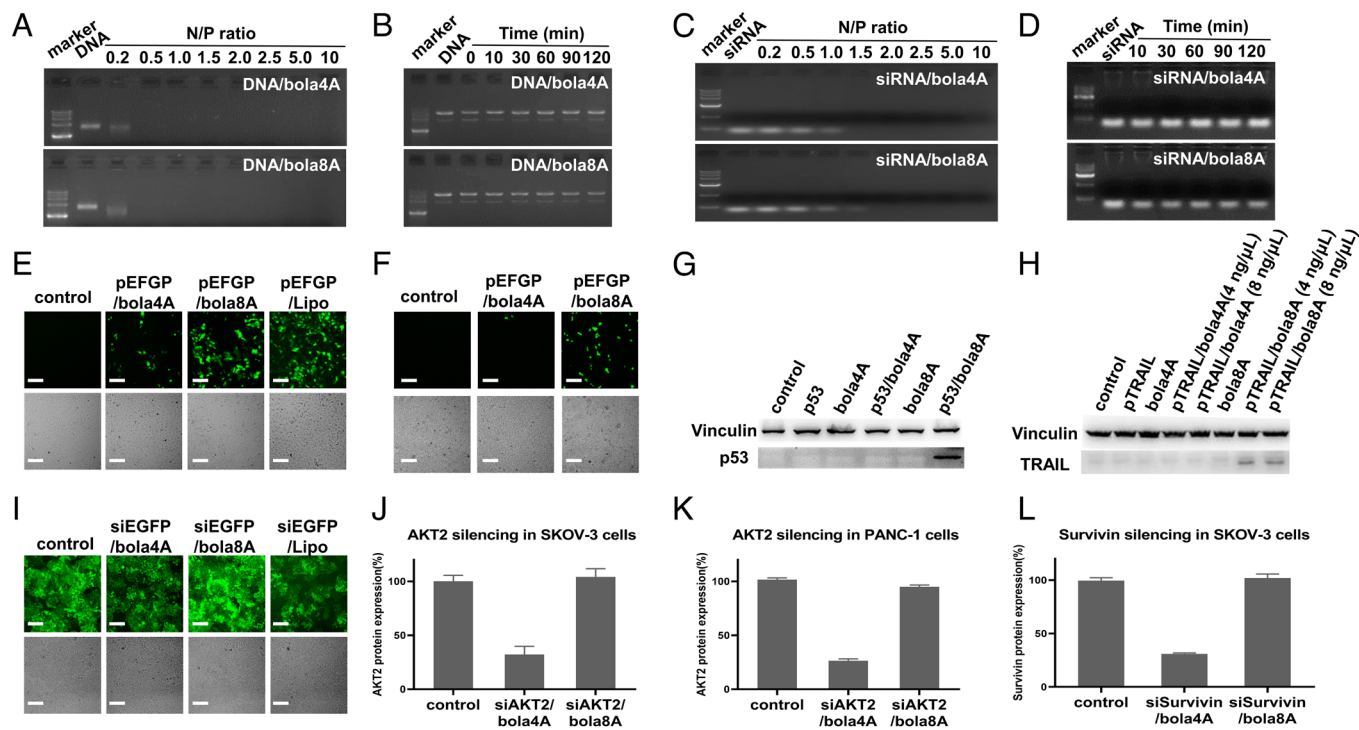 A
marker
DNA
N/P ratio
0.2 0.5 1.0 1.5 2.0 2.5 5.0 10
DNA/bola4A
DNA/bola8A
B
marker
DNA
Time (min)
0 10 30 60 90 120
DNA/bola4A
DNA/bola8A
C
marker
siRNA
N/P ratio
0.2 0.5 1.0 1.5 2.0 2.5 5.0 10
siRNA/bola4A
siRNA/bola8A
D
marker
siRNA
Time (min)
10 30 60 90 120
siRNA/bola4A
siRNA/bola8A
E
control
pEFGP
/bola4A
pEFGP
/bola8A
pEFGP
/Lipo
F
control
pEFGP
/bola4A
pEFGP
/bola8A
G
control
p53
bola4A
p53/bola4A
bola8A
p53/bola8A
Vinculin
p53
H
control
pTRAIL
bola4A
pTRAIL/bola4A(4 ng/μL)
pTRAIL/bola4A (8 ng/μL)
bola8A
pTRAIL/bola8A (4 ng/μL)
pTRAIL/bola8A (8 ng/μL)
Vinculin
TRAIL
I
control
siEGFP
/bola4A
siEGFP
/bola8A
siEGFP
/Lipo
J
AKT2 silencing in SKOV-3 cells
AKT2 protein expression(%)
100
50
0
control
siAKT2/
bola4A
siAKT2/
bola8A
K
AKT2 silencing in PANC-1 cells
AKT2 protein expression(%)
100
50
0
control
siAKT2
/bola4A
siAKT2
/bola8A
L
Survivin silencing in SKOV-3 cells
Survivin protein expression(%)
100
50
0
control
siSurvivin
/bola4A
siSurvivin
/bola8A